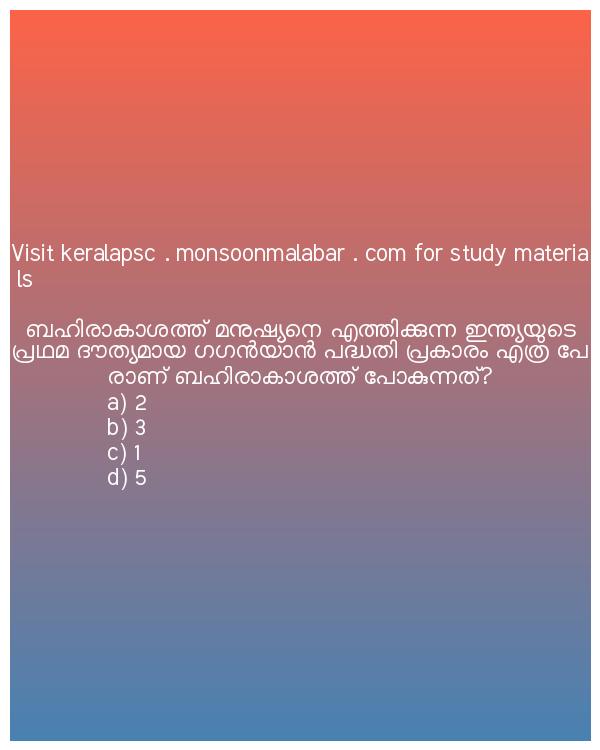 Visit keralapsc . monsoonmalabar . com for study materia
ls
ബഹിരാകാശത്ത് മനുഷ്യനെ എത്തിക്കുന്ന ഇന്ത്യയുടെ
പ്രഥമ ദൗത്യമായ ഗഗൻയാൻ പദ്ധതി പ്രകാരം എത്ര പേ
രാണ് ബഹിരാകാശത്ത് പോകുന്നത്?
a) 2
b) 3
c) 1
d) 5